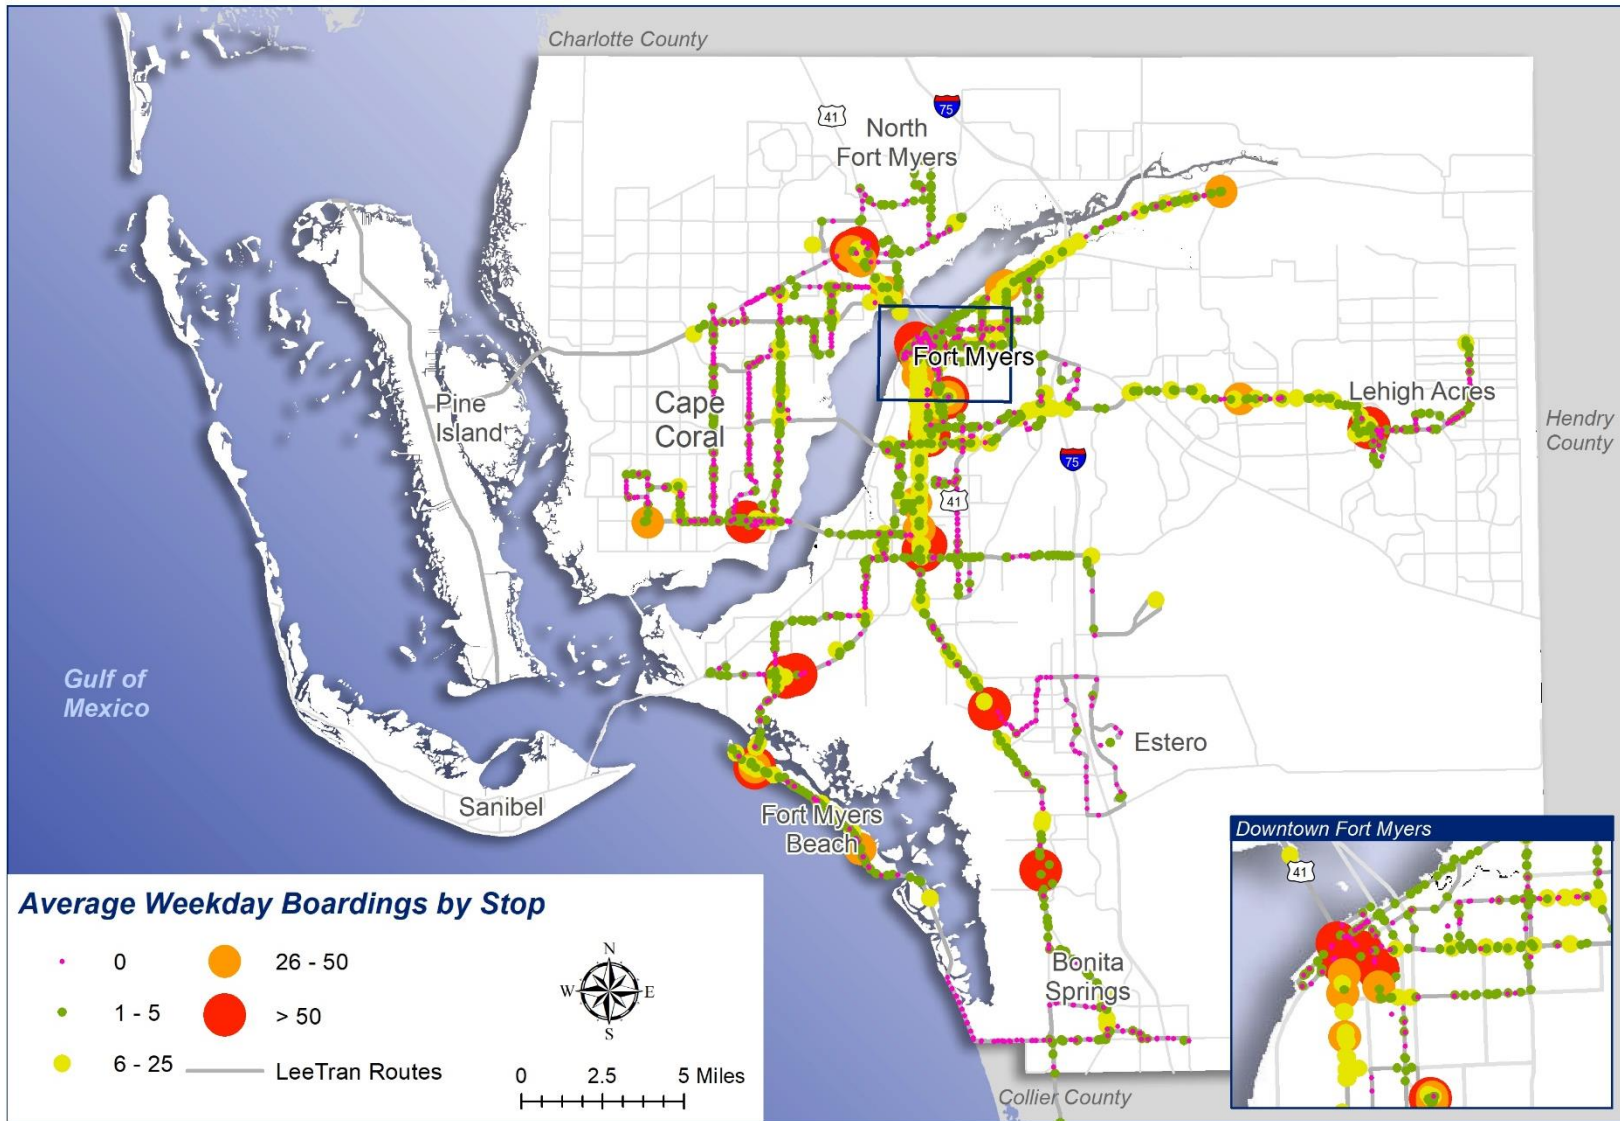 Charlotte County
41
75
North
Fort Myers
Fort Myers
Lehigh Acres
Hendry
County
Cape
Coral
Pine
Island
75
41
Gulf of
Mexico
Estero
Sanibel
Fort Myers
Beach
Bonita
Springs
Collier County
Downtown Fort Myers
41
Average Weekday Boardings by Stop
0
26 - 50
1 - 5
> 50
6 - 25
LeeTran Routes
N
W
E
S
0 2.5 5 Miles